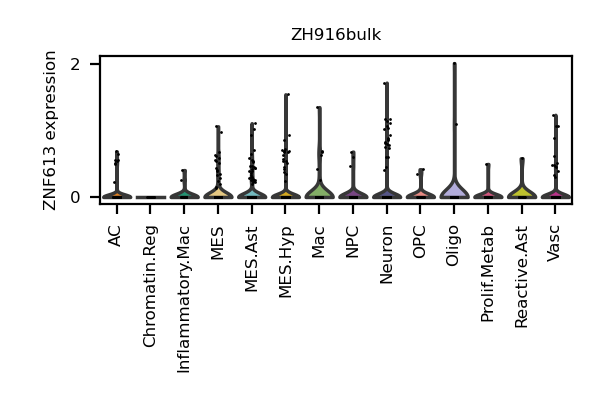 ZH916bulk
ZNF613 expression
2
0
AC
Chromatin.Reg
Inflammatory.Mac
MES
MES.Ast
MES.Hyp
Mac
NPC
Neuron
OPC
Oligo
Prolif.Metab
Reactive.Ast
Vasc